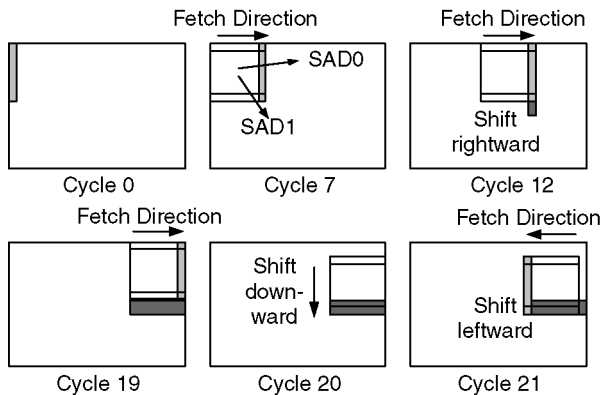 Fetch Direction
Fetch Direction
SAD0
SAD1
Shift
rightward
Cycle 0
Cycle 7
Cycle 12
Fetch Direction
Fetch Direction
Shift
down-
ward
Shift
leftward
Cycle 19
Cycle 20
Cycle 21